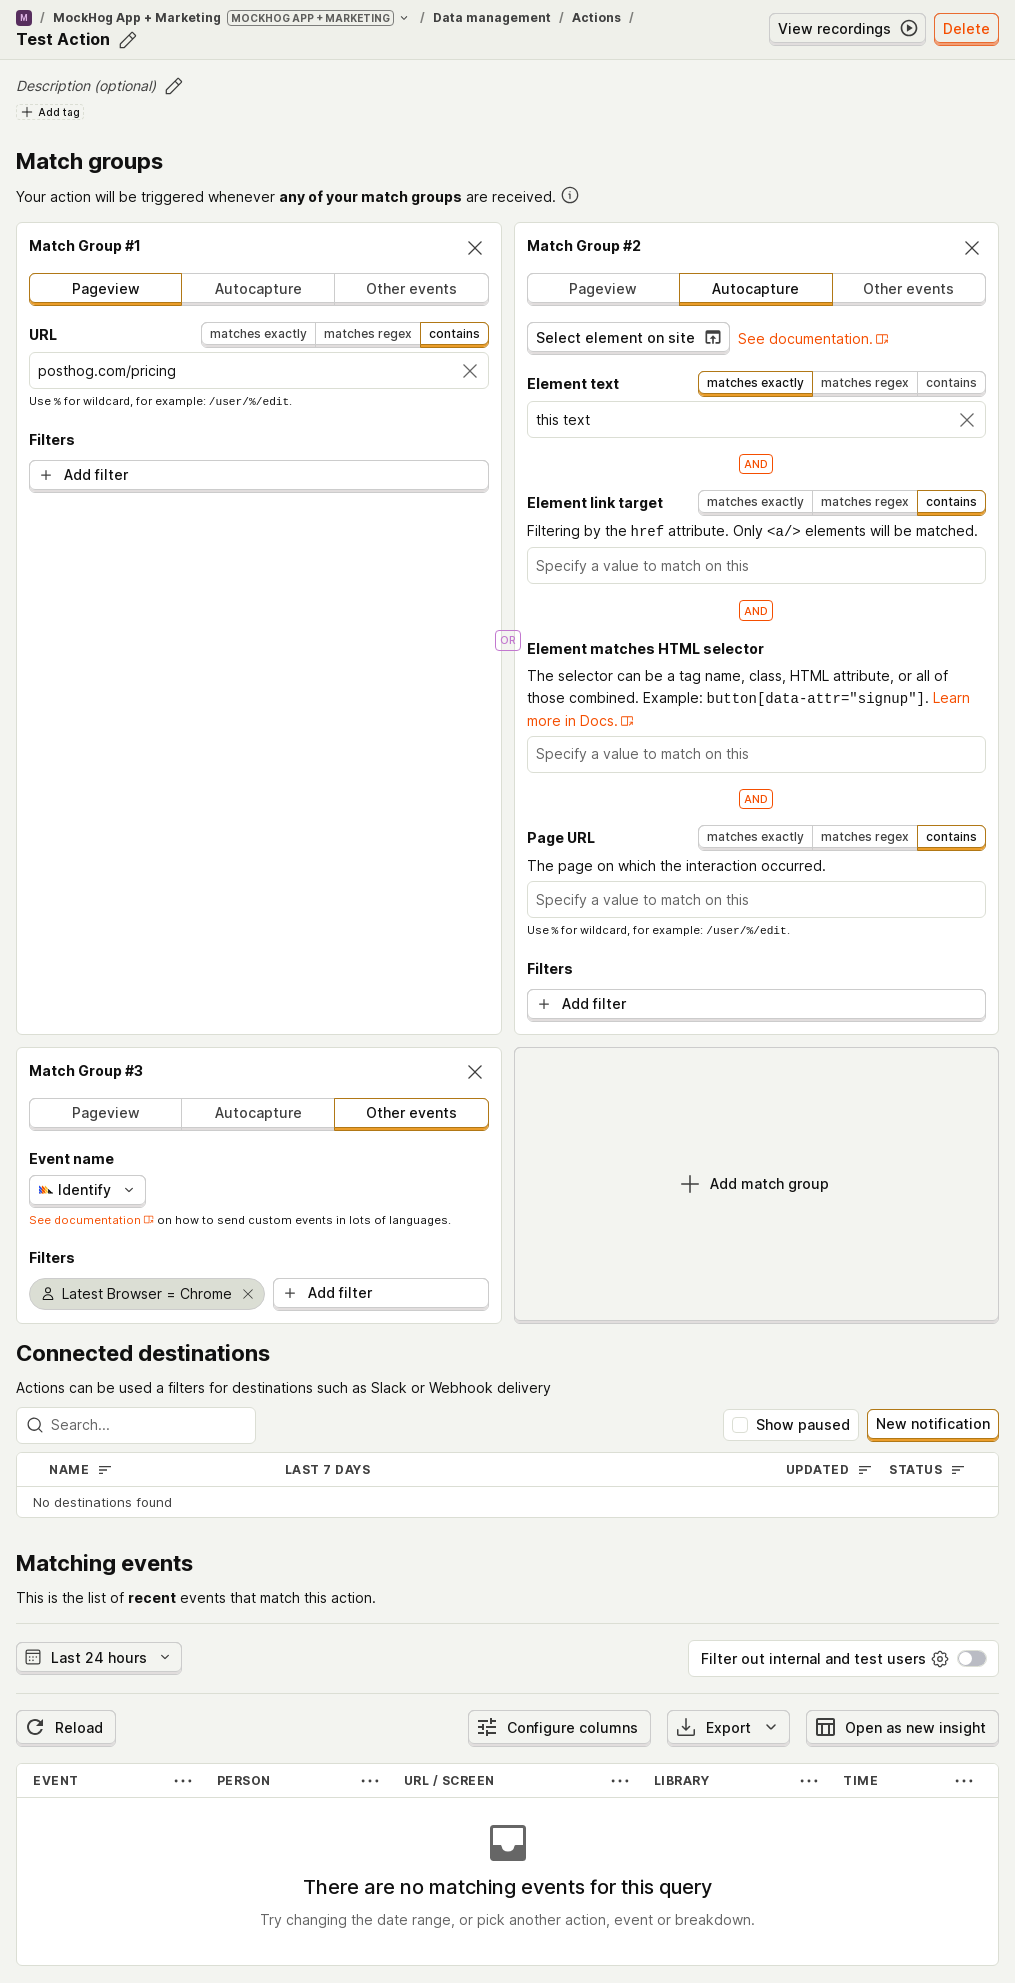 M / MockHog App + Marketing MOCKHOG APP + MARKETING / Data management / Actions /
Test Action
View recordings
Delete
Description (optional)
Add tag
Match groups
Your action will be triggered whenever any of your match groups are received.
Match Group #1
Pageview Autocapture Other events
URL matches exactly matches regex contains
posthog.com/pricing
Use % for wildcard, for example: /user/%/edit.
Filters
Add filter
OR
Match Group #2
Pageview Autocapture Other events
Select element on site See documentation.
Element text matches exactly matches regex contains
this text
AND
Element link target matches exactly matches regex contains
Filtering by the href attribute. Only <a/> elements will be matched.
Specify a value to match on this
AND
Element matches HTML selector
The selector can be a tag name, class, HTML attribute, or all of
those combined. Example: button[data-attr="signup"]. Learn
more in Docs.
Specify a value to match on this
AND
Page URL matches exactly matches regex contains
The page on which the interaction occurred.
Specify a value to match on this
Use % for wildcard, for example: /user/%/edit.
Filters
Add filter
Match Group #3
Pageview Autocapture Other events
Event name
Identify
See documentation on how to send custom events in lots of languages.
Filters
Latest Browser = Chrome Add filter
Add match group
Connected destinations
Actions can be used a filters for destinations such as Slack or Webhook delivery
Search... Show paused New notification
NAME LAST 7 DAYS UPDATED STATUS
No destinations found
Matching events
This is the list of recent events that match this action.
Last 24 hours Filter out internal and test users
Reload Configure columns Export Open as new insight
EVENT PERSON URL / SCREEN LIBRARY TIME
There are no matching events for this query
Try changing the date range, or pick another action, event or breakdown.